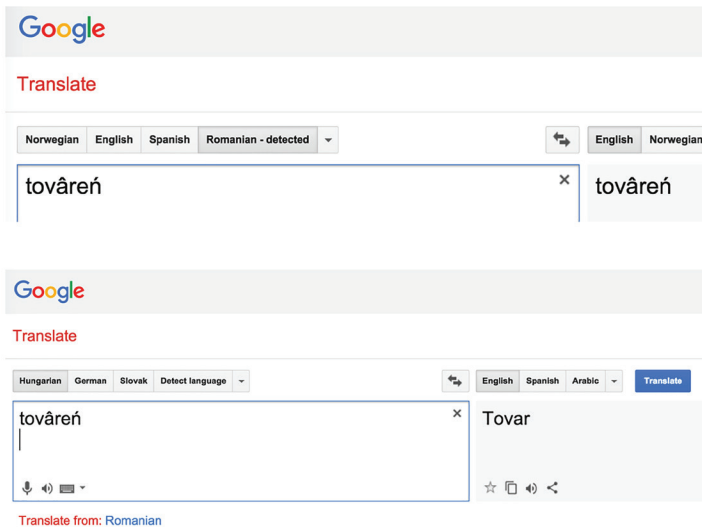 Google
Translate
Norwegian English Spanish Romanian - detected English Norwegian
tovâreń tovâreń
Google
Translate
Hungarian German Slovak Detect language English Spanish Arabic Translate
tovâreń Tovar
Translate from: Romanian